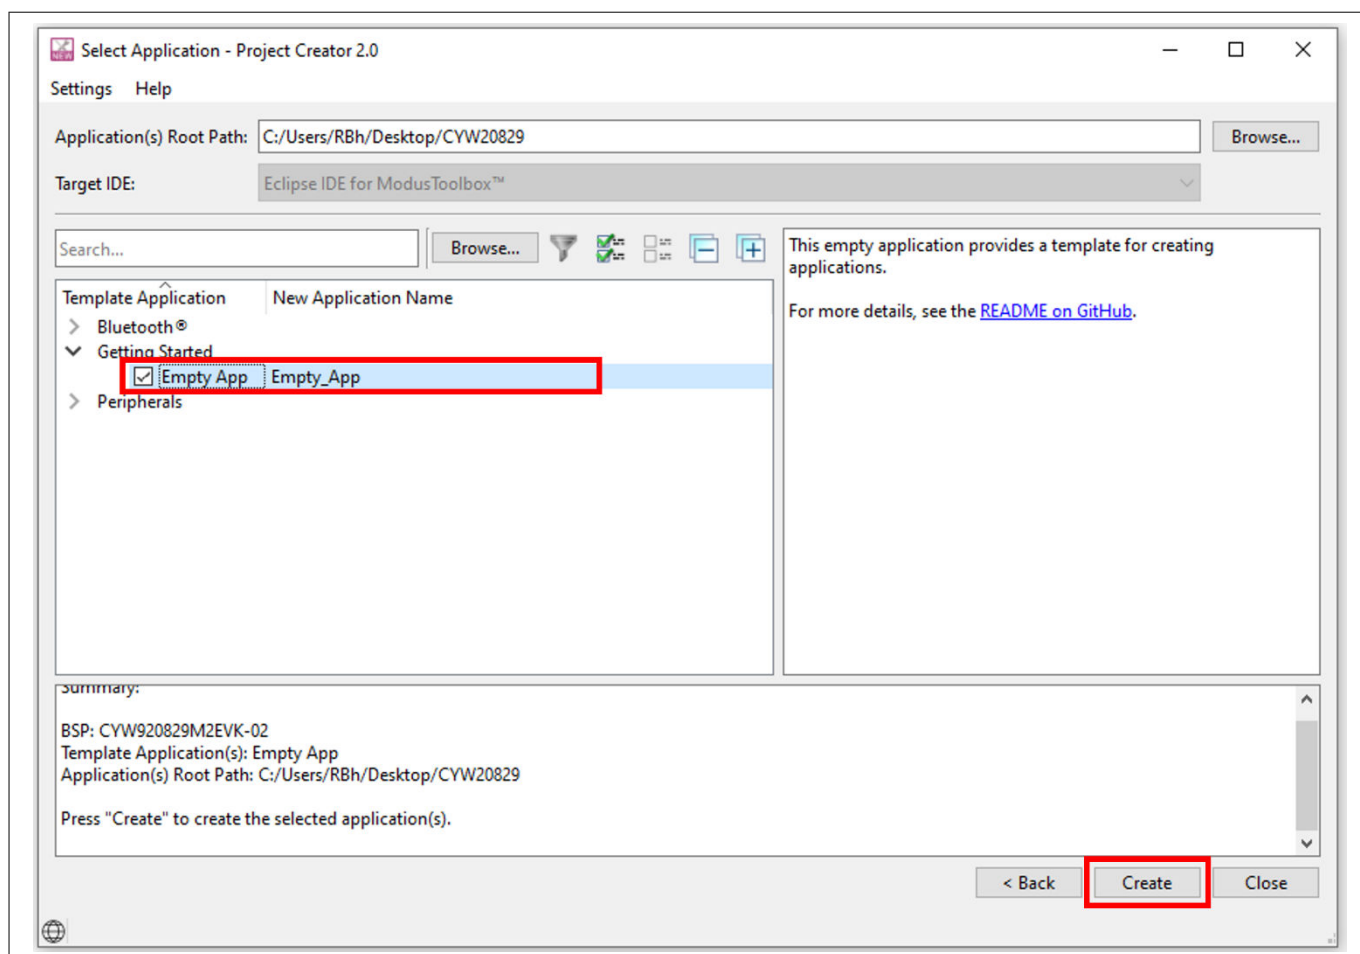 Select Application - Project Creator 2.0
Settings Help
Application(s) Root Path: C:/Users/RBh/Desktop/CYW20829 Browse...
Target IDE: Eclipse IDE for ModusToolbox™
Search... Browse...
Template Application New Application Name
Bluetooth®
Getting Started
Empty App Empty_App
Peripherals
This empty application provides a template for creating
applications.
For more details, see the README on GitHub.
Summary:
BSP: CYW920829M2EVK-02
Template Application(s): Empty App
Application(s) Root Path: C:/Users/RBh/Desktop/CYW20829
Press "Create" to create the selected application(s).
< Back Create Close